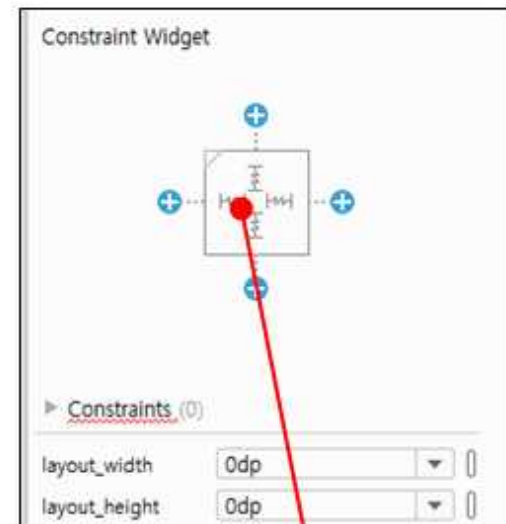 Constraint Widget
Constraints (0)
layout_width 0dp
layout_height 0dp